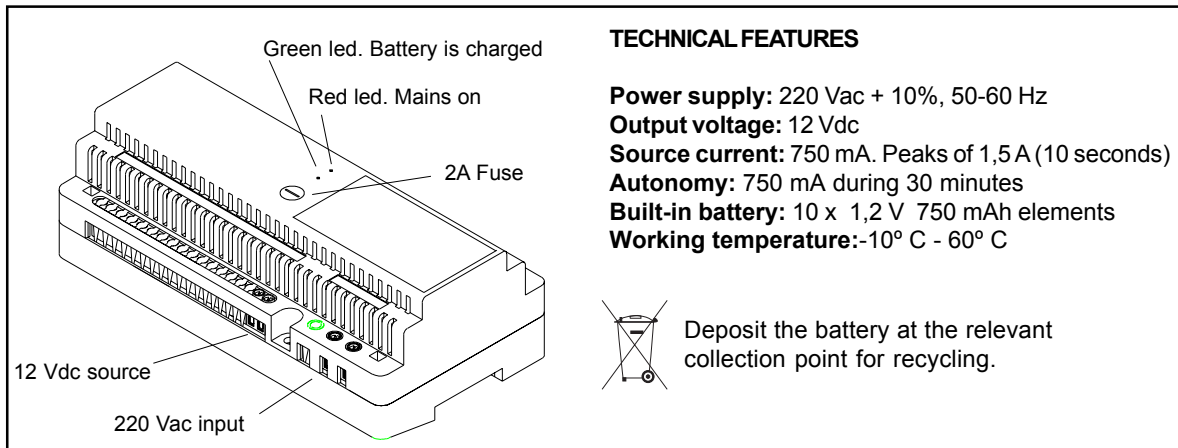 Green led. Battery is charged
Red led. Mains on
2A Fuse
12 Vdc source
220 Vac input
TECHNICAL FEATURES
Power supply: 220 Vac + 10%, 50-60 Hz
Output voltage: 12 Vdc
Source current: 750 mA. Peaks of 1,5 A (10 seconds)
Autonomy: 750 mA during 30 minutes
Built-in battery: 10 x 1,2 V 750 mAh elements
Working temperature:-10º C - 60º C
Deposit the battery at the relevant
collection point for recycling.